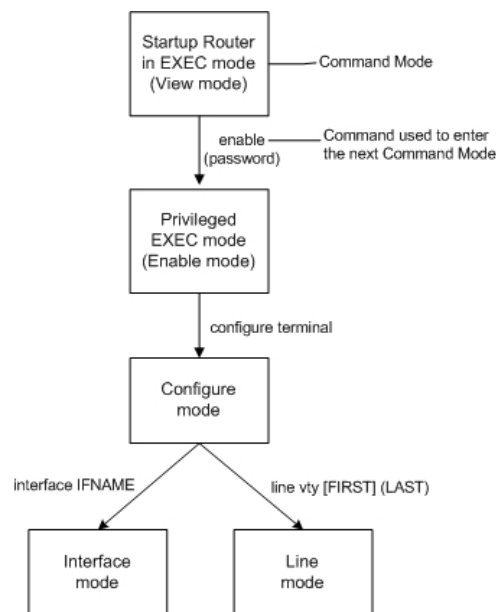 Startup Router
in EXEC mode
(View mode)
Command Mode
enable
(password)
Command used to enter
the next Command Mode
Privileged
EXEC mode
(Enable mode)
configure terminal
Configure
mode
interface IFNAME
line vty [FIRST] (LAST)
Interface
mode
Line
mode